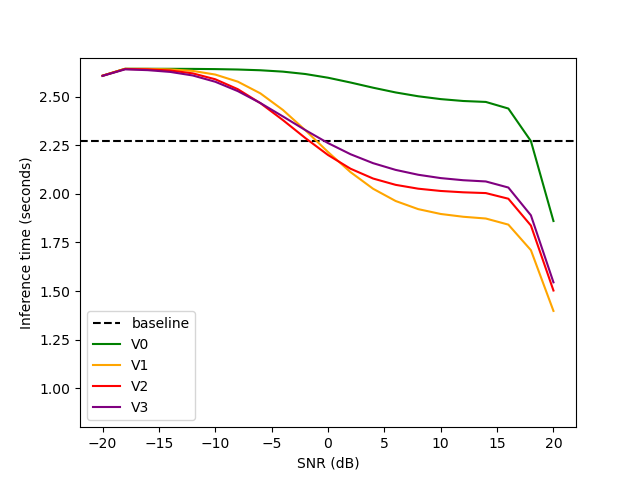 2.50
2.25
2.00
1.75
1.50
1.25
1.00
Inference time (seconds)
baseline
V0
V1
V2
V3
−20 −15 −10 −5 0 5 10 15 20
SNR (dB)